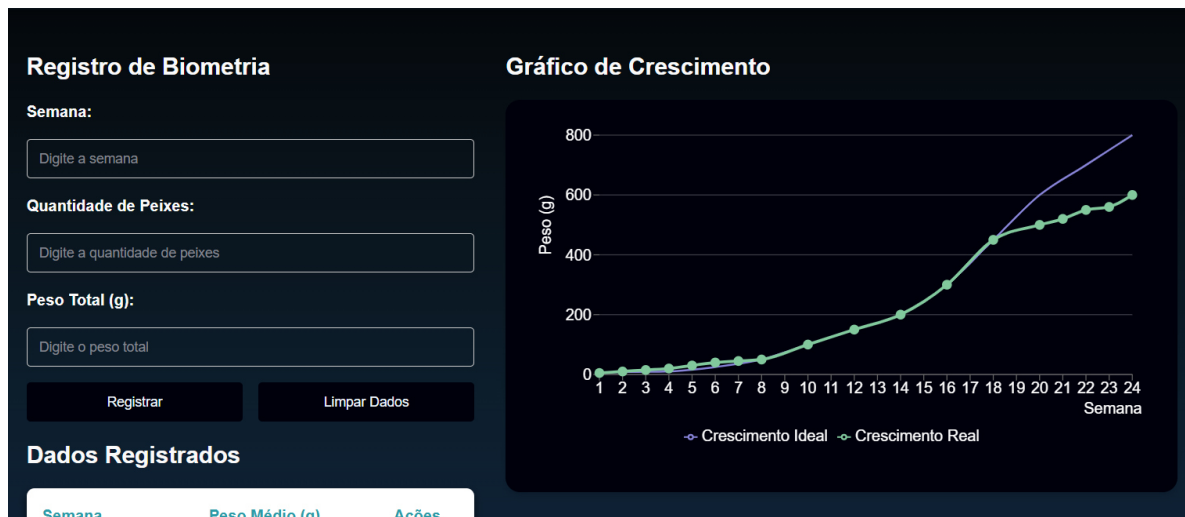 Registro de Biometria
Semana:
Digite a semana
Quantidade de Peixes:
Digite a quantidade de peixes
Peso Total (g):
Digite o peso total
Registrar Limpar Dados
Dados Registrados
Semana Peso Médio (g) Ações
Gráfico de Crescimento
800
600
400
200
0
Peso (g)
1 2 3 4 5 6 7 8 9 10 11 12 13 14 15 16 17 18 19 20 21 22 23 24
Semana
Crescimento Ideal Crescimento Real